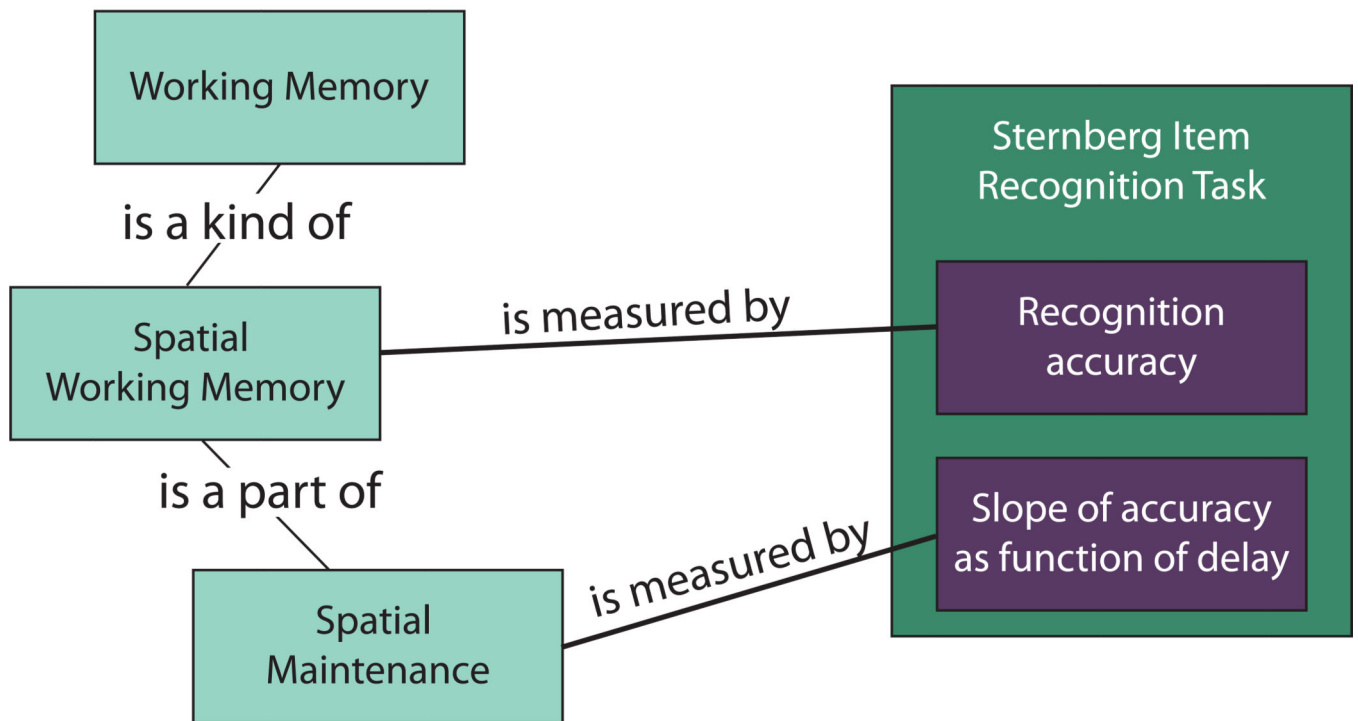 Working Memory
is a kind of
Spatial
Working Memory
is a part of
Spatial
Maintenance
is measured by
is measured by
Sternberg Item
Recognition Task
Recognition
accuracy
Slope of accuracy
as function of delay